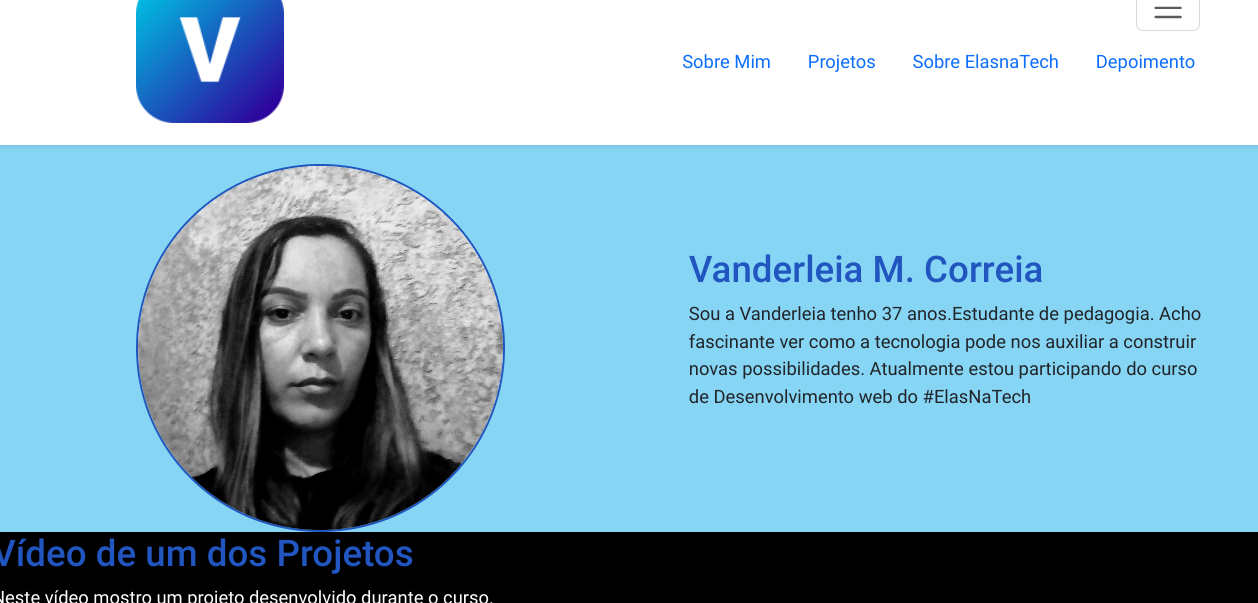 V
Sobre Mim Projetos Sobre ElasnaTech Depoimento
Vanderleia M. Correia
Sou a Vanderleia tenho 37 anos.Estudante de pedagogia. Acho
fascinante ver como a tecnologia pode nos auxiliar a construir
novas possibilidades. Atualmente estou participando do curso
de Desenvolvimento web do #ElasNaTech
Vídeo de um dos Projetos
Neste vídeo mostro um projeto desenvolvido durante o curso.